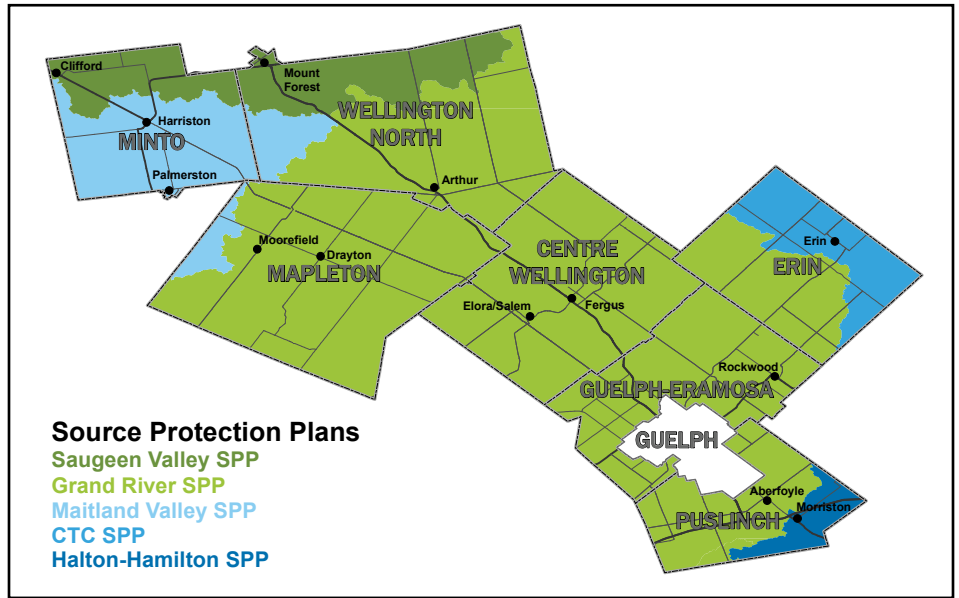 Clifford
Mount
Forest
WELLINGTON
NORTH
Harriston
MINTO
Palmerston
Arthur
Moorefield
Drayton
MAPLETON
CENTRE
WELLINGTON
Erin
ERIN
Elora/Salem
Fergus
Rockwood
GUELPH-ERAMOSA
GUELPH
Aberfoyle
Morriston
PUSLINCH
Source Protection Plans
Saugeen Valley SPP
Grand River SPP
Maitland Valley SPP
CTC SPP
Halton-Hamilton SPP